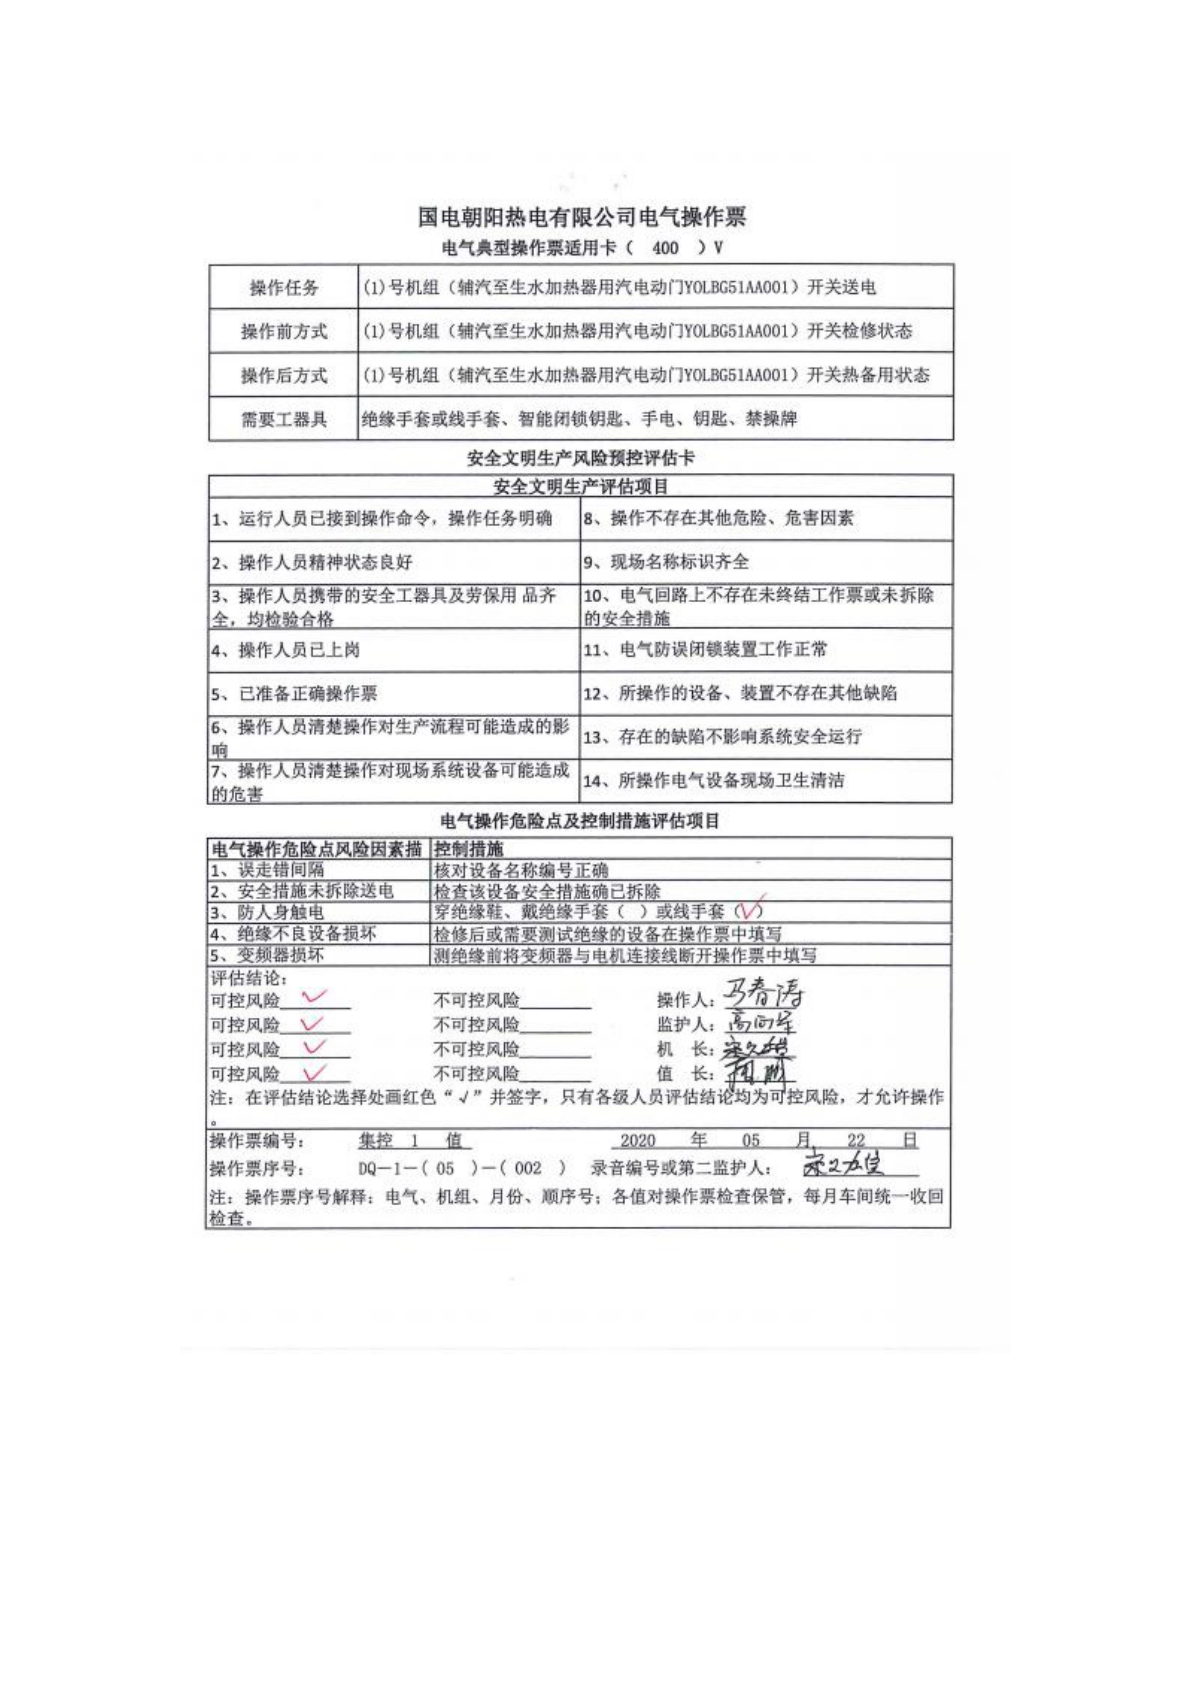 国电朝阳热电有限公司电气操作票
电气典型操作票适用卡（ 400 ）V
操作任务 (1)号机组（辅汽至生水加热器用汽电动门YOLBG51AA001）开关送电
操作前方式 (1)号机组（辅汽至生水加热器用汽电动门YOLBG51AA001）开关检修状态
操作后方式 (1)号机组（辅汽至生水加热器用汽电动门YOLBG51AA001）开关热备用状态
需要工器具 绝缘手套或线手套、智能闭锁钥匙、手电、钥匙、禁操牌
安全文明生产风险预控评估卡
安全文明生产评估项目
1、运行人员已接到操作命令，操作任务明确 8、操作不存在其他危险、危害因素
2、操作人员精神状态良好 9、现场名称标识齐全
3、操作人员携带的安全工器具及劳保用 品齐
全，均检验合格
10、电气回路上不存在未终结工作票或未拆除
的安全措施
4、操作人员已上岗 11、电气防误闭锁装置工作正常
5、已准备正确操作票 12、所操作的设备、装置不存在其他缺陷
6、操作人员清楚操作对生产流程可能造成的影
响
13、存在的缺陷不影响系统安全运行
7、操作人员清楚操作对现场系统设备可能造成
的危害
14、所操作电气设备现场卫生清洁
电气操作危险点及控制措施评估项目
电气操作危险点风险因素描 控制措施
1、误走错间隔 核对设备名称编号正确
2、安全措施未拆除送电 检查该设备安全措施确已拆除
3、防人身触电 穿绝缘鞋、戴绝缘手套（ ）或线手套（✓）
4、绝缘不良设备损坏 检修后或需要测试绝缘的设备在操作票中填写
5、变频器损坏 测绝缘前将变频器与电机连接线断开操作票中填写
评估结论：
可控风险 ✓ 不可控风险 操作人：马春涛
可控风险 ✓ 不可控风险 监护人：
可控风险 ✓ 不可控风险 机 长：
可控风险 ✓ 不可控风险 值 长：
注：在评估结论选择处画红色“√”并签字，只有各级人员评估结论均为可控风险，才允许操作
。
操作票编号： 集控 1 值 2020 年 05 月 22 日
操作票序号： DQ—1—（ 05 ）—（ 002 ） 录音编号或第二监护人：
注：操作票序号解释：电气、机组、月份、顺序号；各值对操作票检查保管，每月车间统一收回
检查。